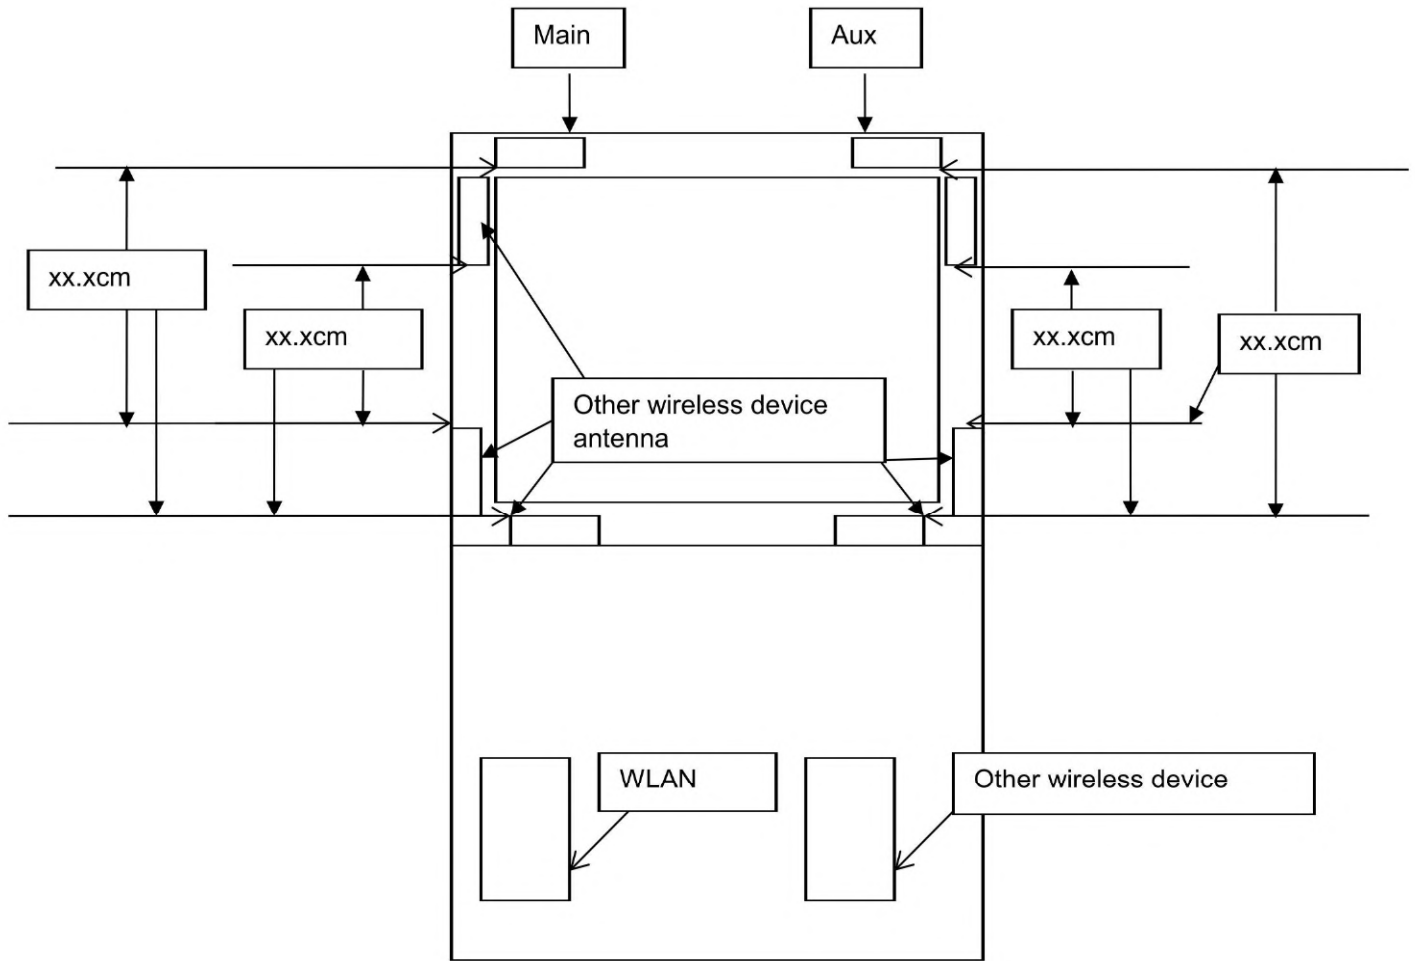 Main
Aux
xx.xcm
xx.xcm
xx.xcm
xx.xcm
Other wireless device
antenna
WLAN
Other wireless device